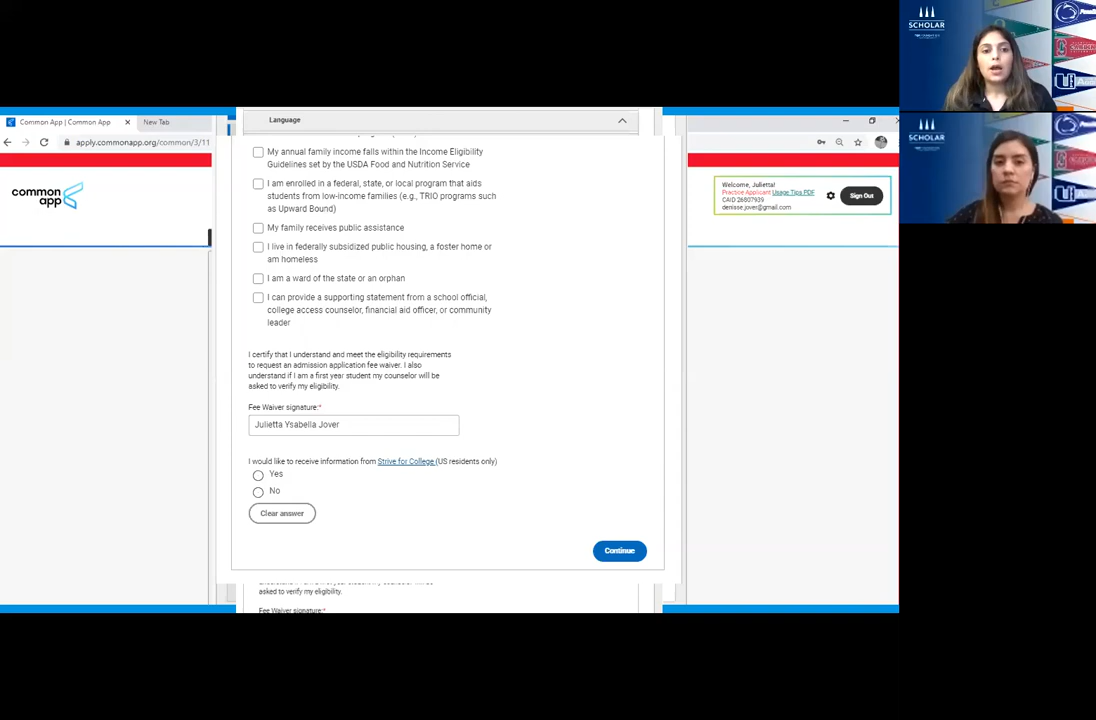 Language
Common App | Common App
New Tab
apply.commonapp.org/common/3/11
common
app
Welcome, Julietta!
Practice Applicant Usage Tips PDF
CAID 26807939
denisse.jover@gmail.com
Sign Out
My annual family income falls within the Income Eligibility
Guidelines set by the USDA Food and Nutrition Service
I am enrolled in a federal, state, or local program that aids
students from low-income families (e.g., TRIO programs such
as Upward Bound)
My family receives public assistance
I live in federally subsidized public housing, a foster home or
am homeless
I am a ward of the state or an orphan
I can provide a supporting statement from a school official,
college access counselor, financial aid officer, or community
leader
I certify that I understand and meet the eligibility requirements
to request an admission application fee waiver. I also
understand if I am a first year student my counselor will be
asked to verify my eligibility.
Fee Waiver signature:*
Julietta Ysabella Jover
I would like to receive information from Strive for College (US residents only)
Yes
No
Clear answer
Continue
asked to verify my eligibility.
Fee Waiver signature:*
SCHOLAR
SCHOLAR